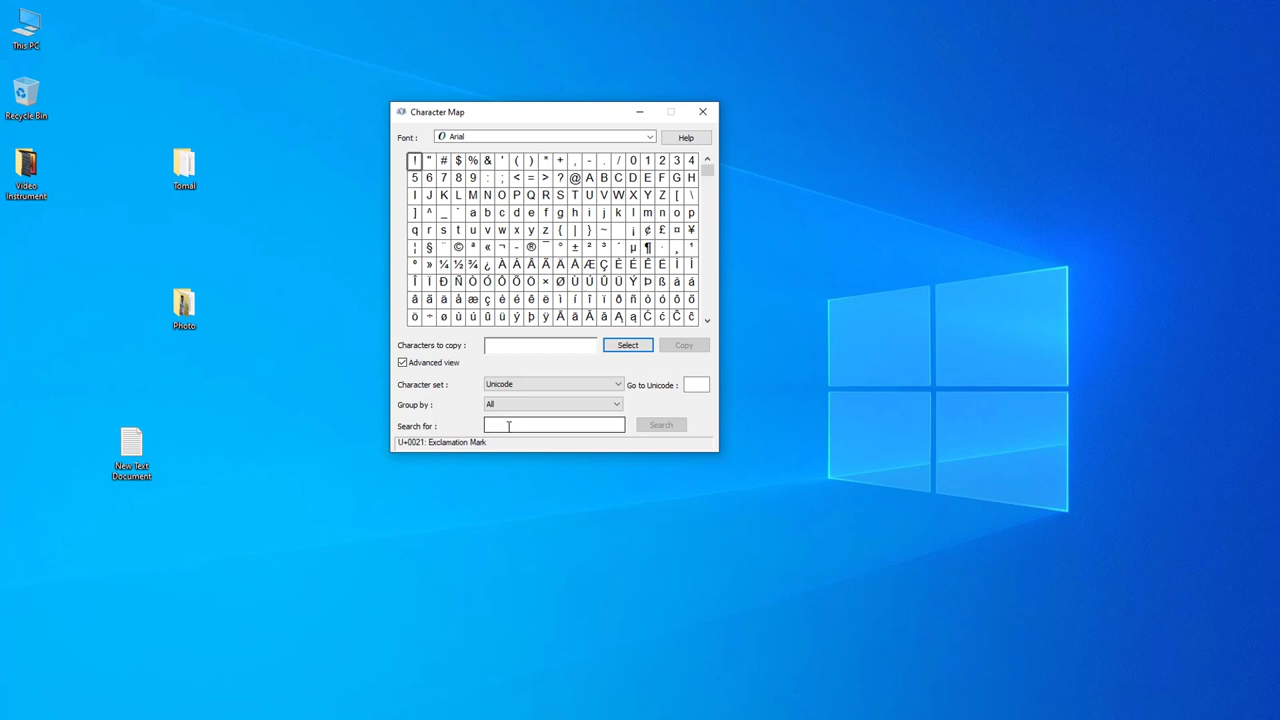 This PC
Recycle Bin
Video
Instrument
Tomal
Photo
New Text
Document
Character Map
Font :
Arial
Help
! " # $ % & ' ( ) * + , - . / 0 1 2 3 4
5 6 7 8 9 : ; < = > ? @ A B C D E F G H
I J K L M N O P Q R S T U V W X Y Z [ \
] ^ _ ` a b c d e f g h i j k l m n o p
q r s t u v w x y z { | } ~ ¡ ¢ £ ¤ ¥
¦ § ¨ © ª « ¬ - ® ¯ ° ± ² ³ ´ µ ¶ · ¸ ¹
º » ¼ ½ ¾ ¿ À Á Â Ã Ä Å Æ Ç È É Ê Ë Ì Í
Î Ï Ð Ñ Ò Ó Ô Õ Ö × Ø Ù Ú Û Ü Ý Þ ß à á
â ã ä å æ ç è é ê ë ì í î ï ð ñ ò ó ô õ
ö ÷ ø ù ú û ü ý þ ÿ Ā ā Ă ă Ą ą Ć ć Ĉ ĉ
Characters to copy :
Select
Copy
Advanced view
Character set :
Unicode
Go to Unicode :
Group by :
All
Search for :
Search
U+0021: Exclamation Mark